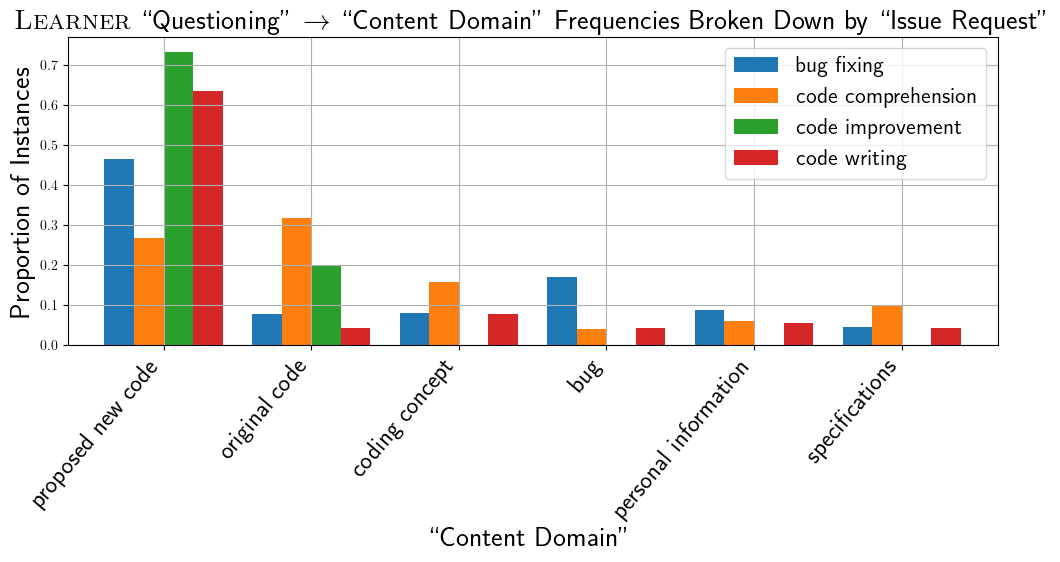 LEARNER “Questioning” → “Content Domain” Frequencies Broken Down by “Issue Request”
Proportion of Instances
0.7
0.6
0.5
0.4
0.3
0.2
0.1
0.0
bug fixing
code comprehension
code improvement
code writing
proposed new code
original code
coding concept
bug
personal information
specifications
“Content Domain”